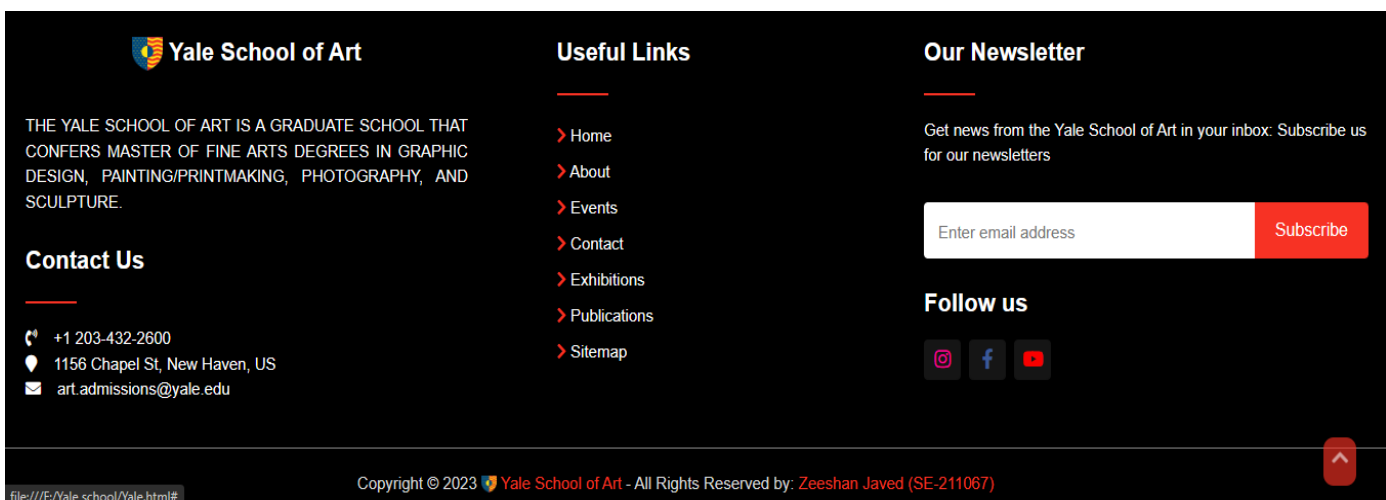 Yale School of Art
THE YALE SCHOOL OF ART IS A GRADUATE SCHOOL THAT
CONFERS MASTER OF FINE ARTS DEGREES IN GRAPHIC
DESIGN, PAINTING/PRINTMAKING, PHOTOGRAPHY, AND
SCULPTURE.
Contact Us
+1 203-432-2600
1156 Chapel St, New Haven, US
art.admissions@yale.edu
Useful Links
Home
About
Events
Contact
Exhibitions
Publications
Sitemap
Our Newsletter
Get news from the Yale School of Art in your inbox: Subscribe us
for our newsletters
Enter email address
Subscribe
Follow us
Copyright © 2023 Yale School of Art - All Rights Reserved by: Zeeshan Javed (SE-211067)
file:///F:/Yale school/Yale.html#